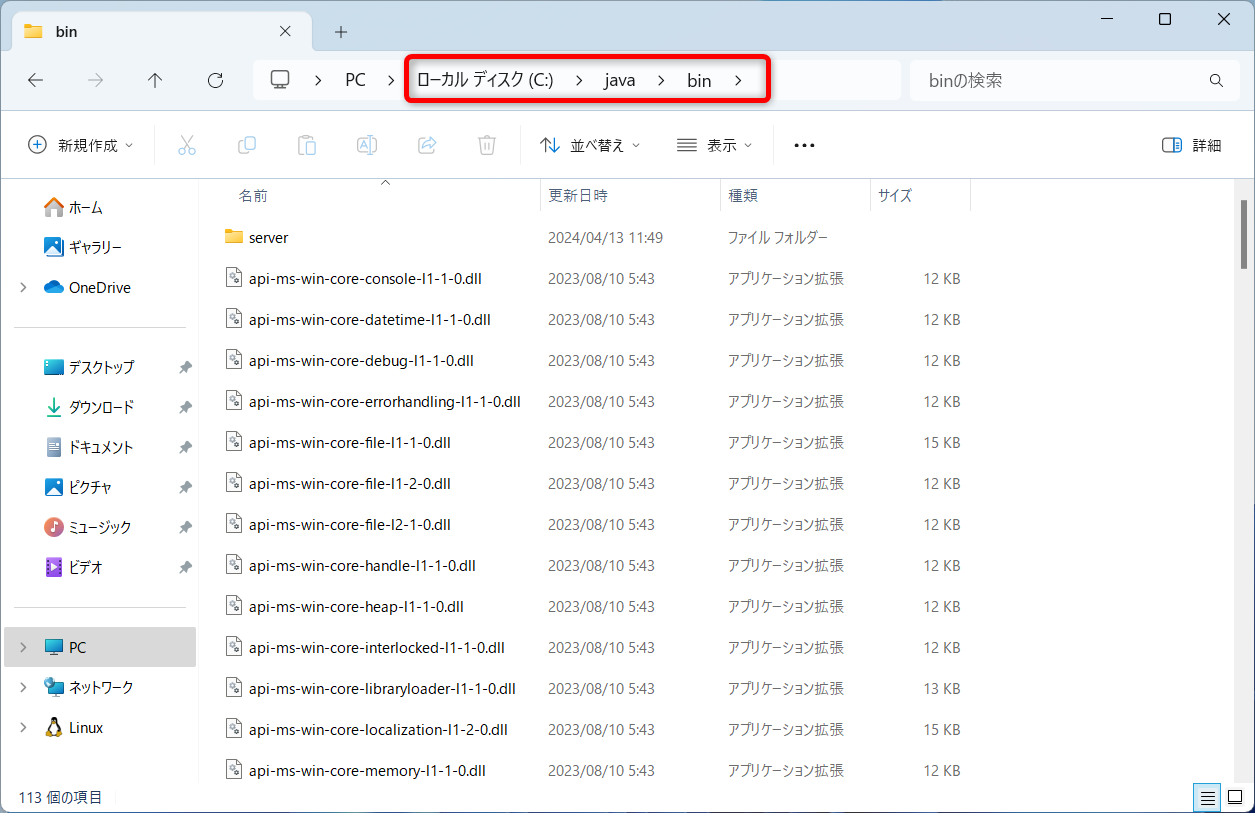 bin
PC ローカル ディスク (C:) java bin
binの検索
新規作成 並べ替え 表示 詳細
名前 更新日時 種類 サイズ
ホーム
ギャラリー
OneDrive
デスクトップ
ダウンロード
ドキュメント
ピクチャ
ミュージック
ビデオ
PC
ネットワーク
Linux
server 2024/04/13 11:49 ファイル フォルダー
api-ms-win-core-console-l1-1-0.dll 2023/08/10 5:43 アプリケーション拡張 12 KB
api-ms-win-core-datetime-l1-1-0.dll 2023/08/10 5:43 アプリケーション拡張 12 KB
api-ms-win-core-debug-l1-1-0.dll 2023/08/10 5:43 アプリケーション拡張 12 KB
api-ms-win-core-errorhandling-l1-1-0.dll 2023/08/10 5:43 アプリケーション拡張 12 KB
api-ms-win-core-file-l1-1-0.dll 2023/08/10 5:43 アプリケーション拡張 15 KB
api-ms-win-core-file-l1-2-0.dll 2023/08/10 5:43 アプリケーション拡張 12 KB
api-ms-win-core-file-l2-1-0.dll 2023/08/10 5:43 アプリケーション拡張 12 KB
api-ms-win-core-handle-l1-1-0.dll 2023/08/10 5:43 アプリケーション拡張 12 KB
api-ms-win-core-heap-l1-1-0.dll 2023/08/10 5:43 アプリケーション拡張 12 KB
api-ms-win-core-interlocked-l1-1-0.dll 2023/08/10 5:43 アプリケーション拡張 12 KB
api-ms-win-core-libraryloader-l1-1-0.dll 2023/08/10 5:43 アプリケーション拡張 13 KB
api-ms-win-core-localization-l1-2-0.dll 2023/08/10 5:43 アプリケーション拡張 15 KB
api-ms-win-core-memory-l1-1-0.dll 2023/08/10 5:43 アプリケーション拡張 12 KB
113 個の項目